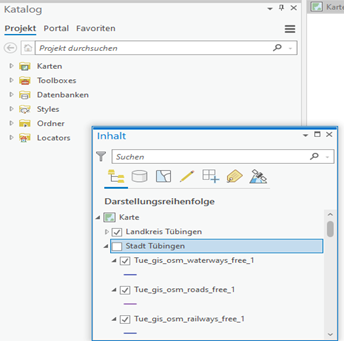 Katalog
Karte
Projekt Portal Favoriten
Projekt durchsuchen
Karten
Toolboxes
Datenbanken
Styles
Ordner
Locators
Inhalt
Suchen
Darstellungsreihenfolge
Karte
Landkreis Tübingen
Stadt Tübingen
Tue_gis_osm_waterways_free_1
Tue_gis_osm_roads_free_1
Tue_gis_osm_railways_free_1